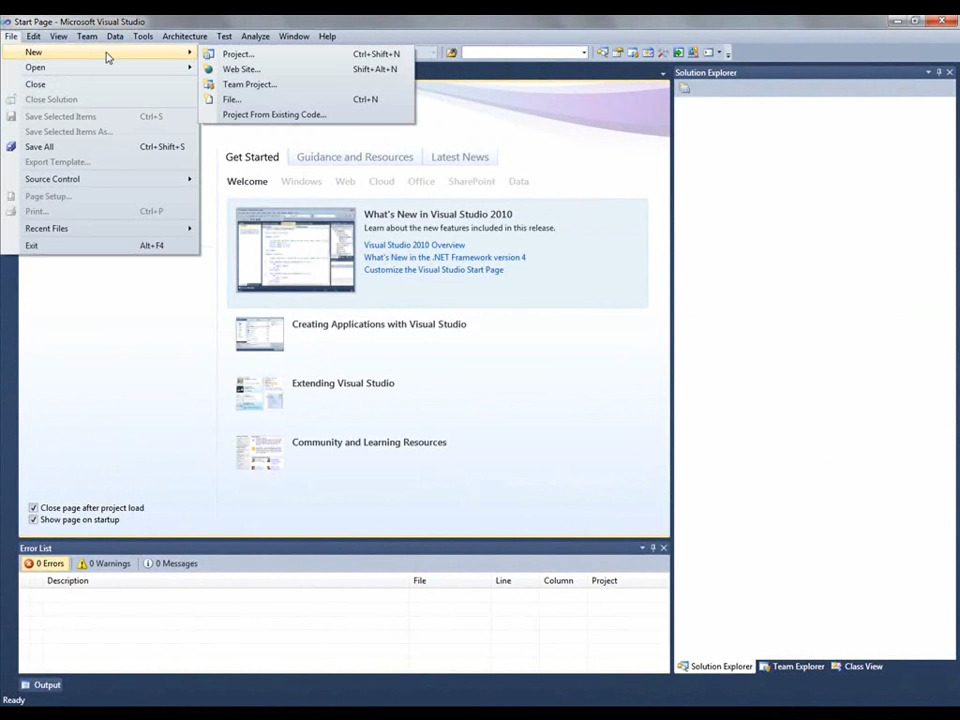 Start Page - Microsoft Visual Studio
File Edit View Team Data Tools Architecture Test Analyze Window Help
New
Open
Close
Close Solution
Save Selected Items Ctrl+S
Save Selected Items As...
Save All Ctrl+Shift+S
Export Template...
Source Control
Page Setup...
Print... Ctrl+P
Recent Files
Exit Alt+F4
Project... Ctrl+Shift+N
Web Site... Shift+Alt+N
Team Project...
File... Ctrl+N
Project From Existing Code...
Get Started Guidance and Resources Latest News
Welcome Windows Web Cloud Office SharePoint Data
What's New in Visual Studio 2010
Learn about the new features included in this release.
Visual Studio 2010 Overview
What's New in the .NET Framework version 4
Customize the Visual Studio Start Page
Creating Applications with Visual Studio
Extending Visual Studio
Community and Learning Resources
Close page after project load
Show page on startup
Solution Explorer
Error List
0 Errors 0 Warnings 0 Messages
Description File Line Column Project
Solution Explorer Team Explorer Class View
Output
Ready